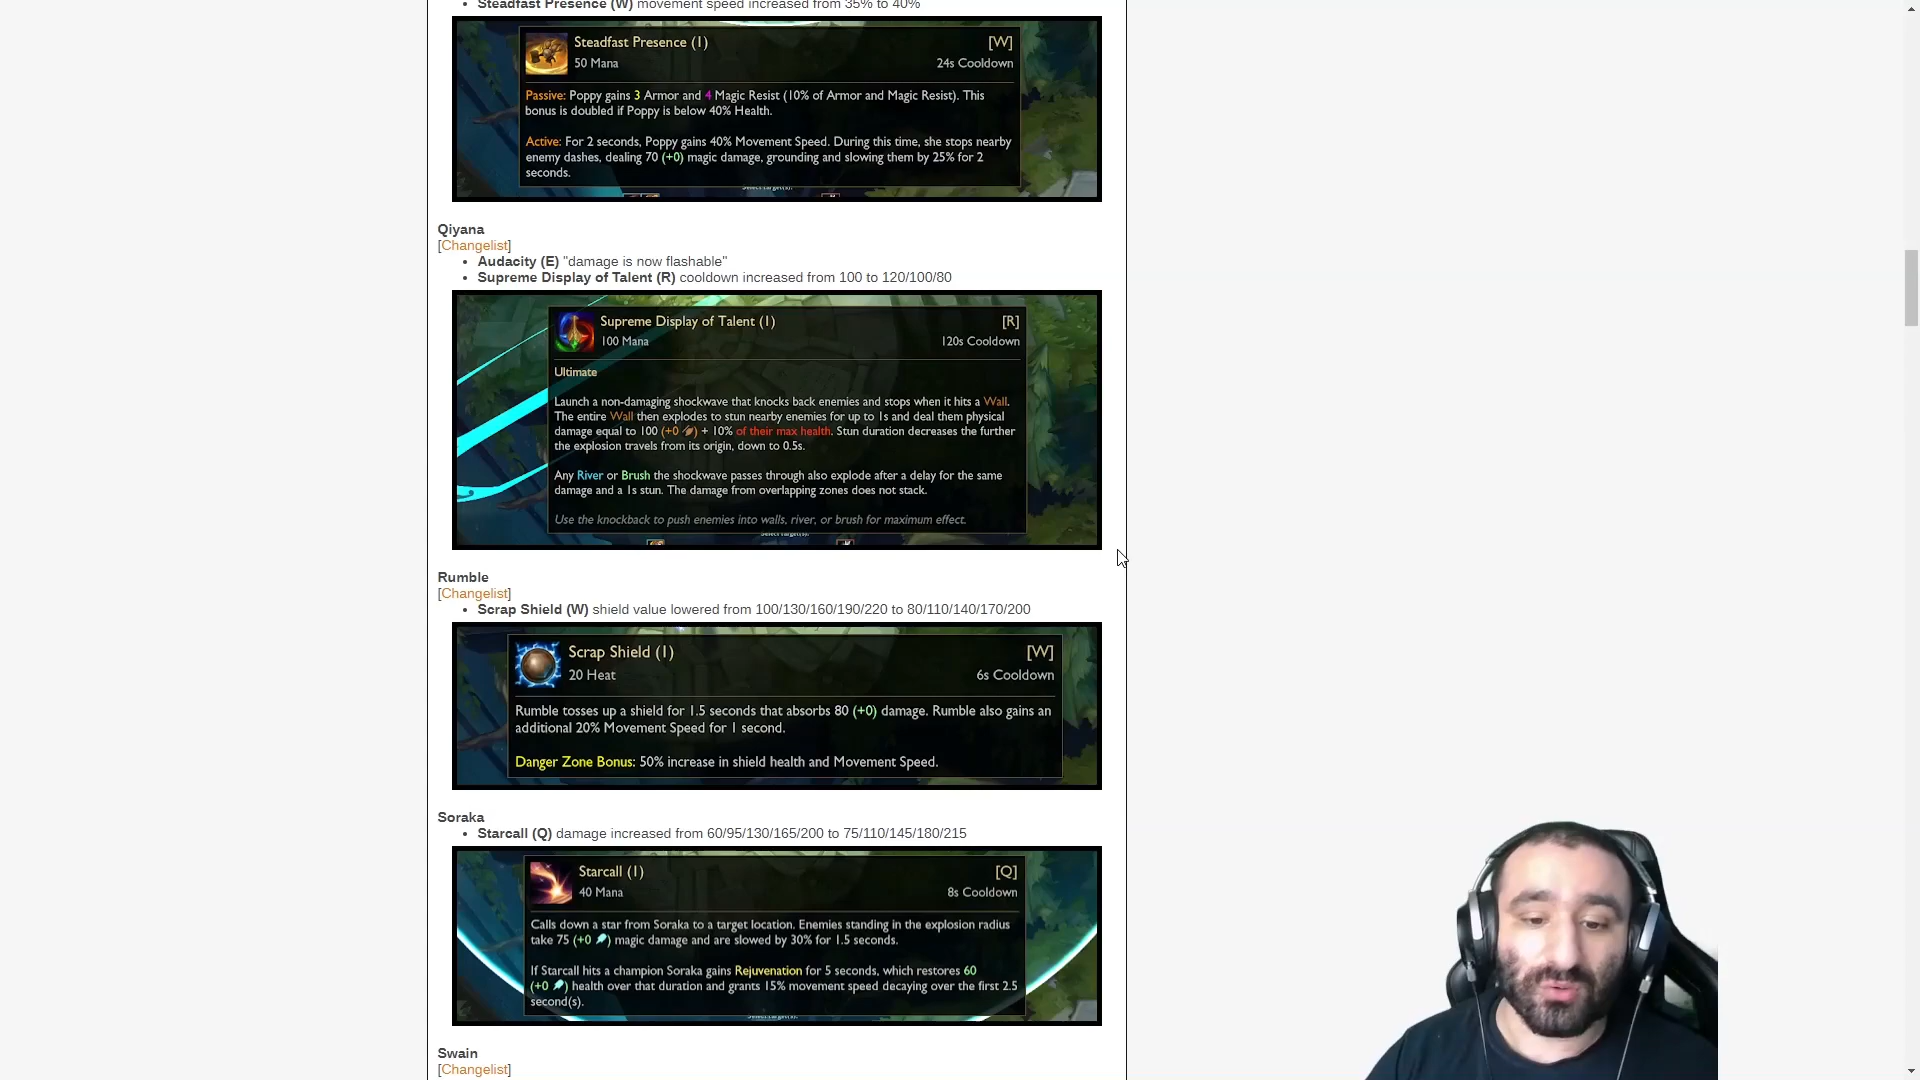 • Steadfast Presence (W) movement speed increased from 35% to 40%
Steadfast Presence (1) [W]
50 Mana 24s Cooldown
Passive: Poppy gains 3 Armor and 4 Magic Resist (10% of Armor and Magic Resist). This
bonus is doubled if Poppy is below 40% Health.
Active: For 2 seconds, Poppy gains 40% Movement Speed. During this time, she stops nearby
enemy dashes, dealing 70 (+0) magic damage, grounding and slowing them by 25% for 2
seconds.
Select Target(s):
Qiyana
[Changelist]
• Audacity (E) "damage is now flashable"
• Supreme Display of Talent (R) cooldown increased from 100 to 120/100/80
Supreme Display of Talent (1) [R]
100 Mana 120s Cooldown
Ultimate
Launch a non-damaging shockwave that knocks back enemies and stops when it hits a Wall.
The entire Wall then explodes to stun nearby enemies for up to 1s and deal them physical
damage equal to 100 (+0) + 10% of their max health. Stun duration decreases the further
the explosion travels from its origin, down to 0.5s.
Any River or Brush the shockwave passes through also explode after a delay for the same
damage and a 1s stun. The damage from overlapping zones does not stack.
Use the knockback to push enemies into walls, river, or brush for maximum effect.
Select Target(s):
Rumble
[Changelist]
• Scrap Shield (W) shield value lowered from 100/130/160/190/220 to 80/110/140/170/200
Scrap Shield (1) [W]
20 Heat 6s Cooldown
Rumble tosses up a shield for 1.5 seconds that absorbs 80 (+0) damage. Rumble also gains an
additional 20% Movement Speed for 1 second.
Danger Zone Bonus: 50% increase in shield health and Movement Speed.
Soraka
• Starcall (Q) damage increased from 60/95/130/165/200 to 75/110/145/180/215
Starcall (1) [Q]
40 Mana 8s Cooldown
Calls down a star from Soraka to a target location. Enemies standing in the explosion radius
take 75 (+0) magic damage and are slowed by 30% for 1.5 seconds.
If Starcall hits a champion Soraka gains Rejuvenation for 5 seconds, which restores 60
(+0) health over that duration and grants 15% movement speed decaying over the first 2.5
second(s).
Select Target(s):
Swain
[Changelist]